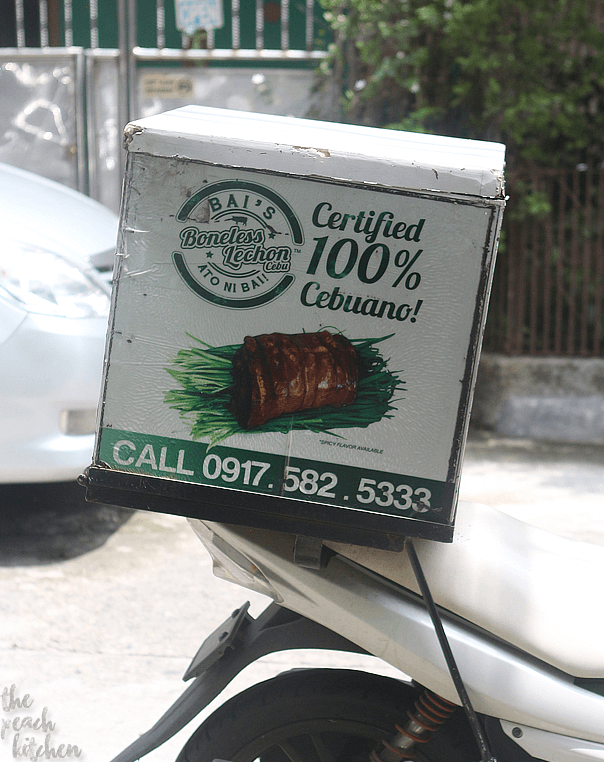 BAI'S
Boneless
Lechon
Cebu
TM
ATO NI BAI!
Certified
100%
Cebuano!
*SPICY FLAVOR AVAILABLE
CALL 0917.582.5333
the
peach
kitchen